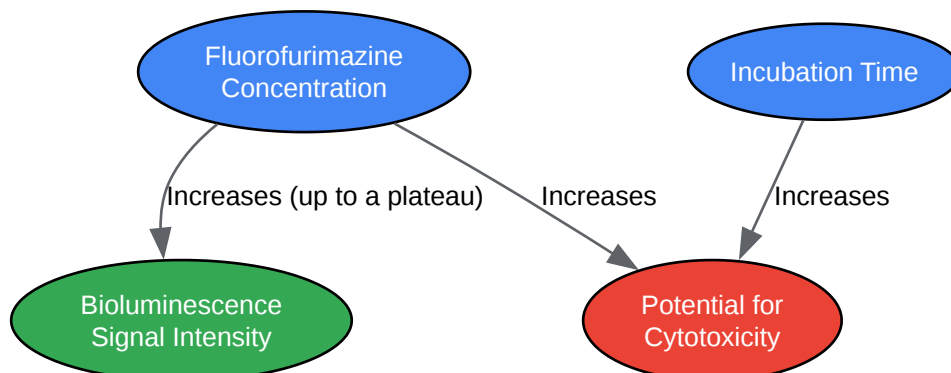 Fluorofurimazine
Concentration
Incubation Time
Increases (up to a plateau)
Increases
Increases
Bioluminescence
Signal Intensity
Potential for
Cytotoxicity